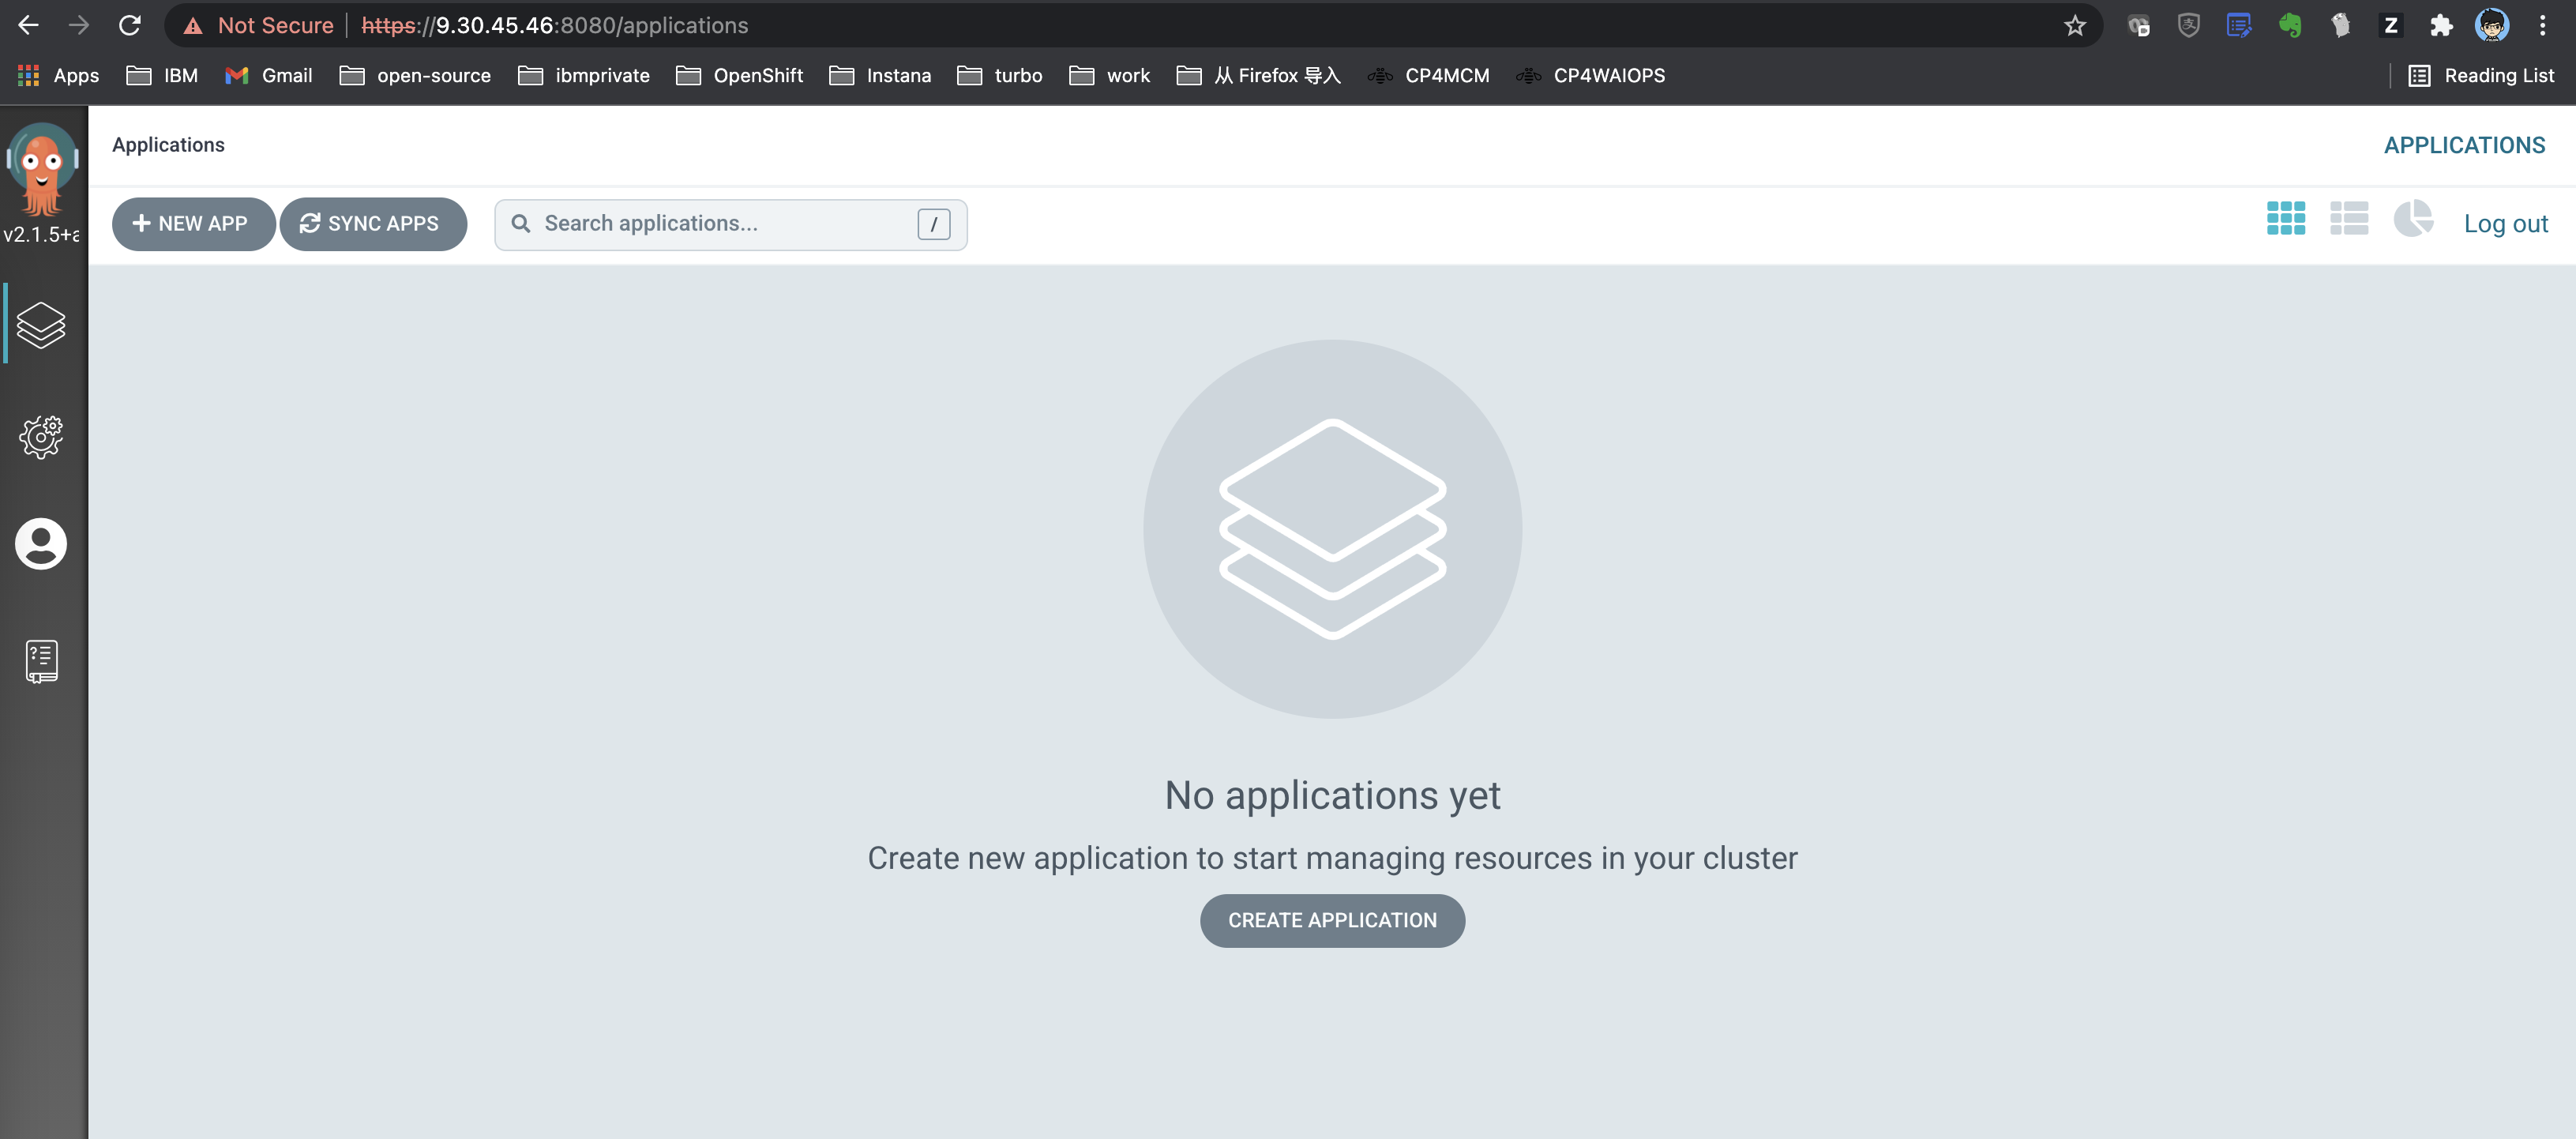 Not Secure https://9.30.45.46:8080/applications
Apps IBM Gmail open-source ibmprivate OpenShift Instana turbo work 从 Firefox 导入 CP4MCM CP4WAIOPS Reading List
Applications APPLICATIONS
v2.1.5+a
NEW APP SYNC APPS Search applications... / Log out
No applications yet
Create new application to start managing resources in your cluster
CREATE APPLICATION